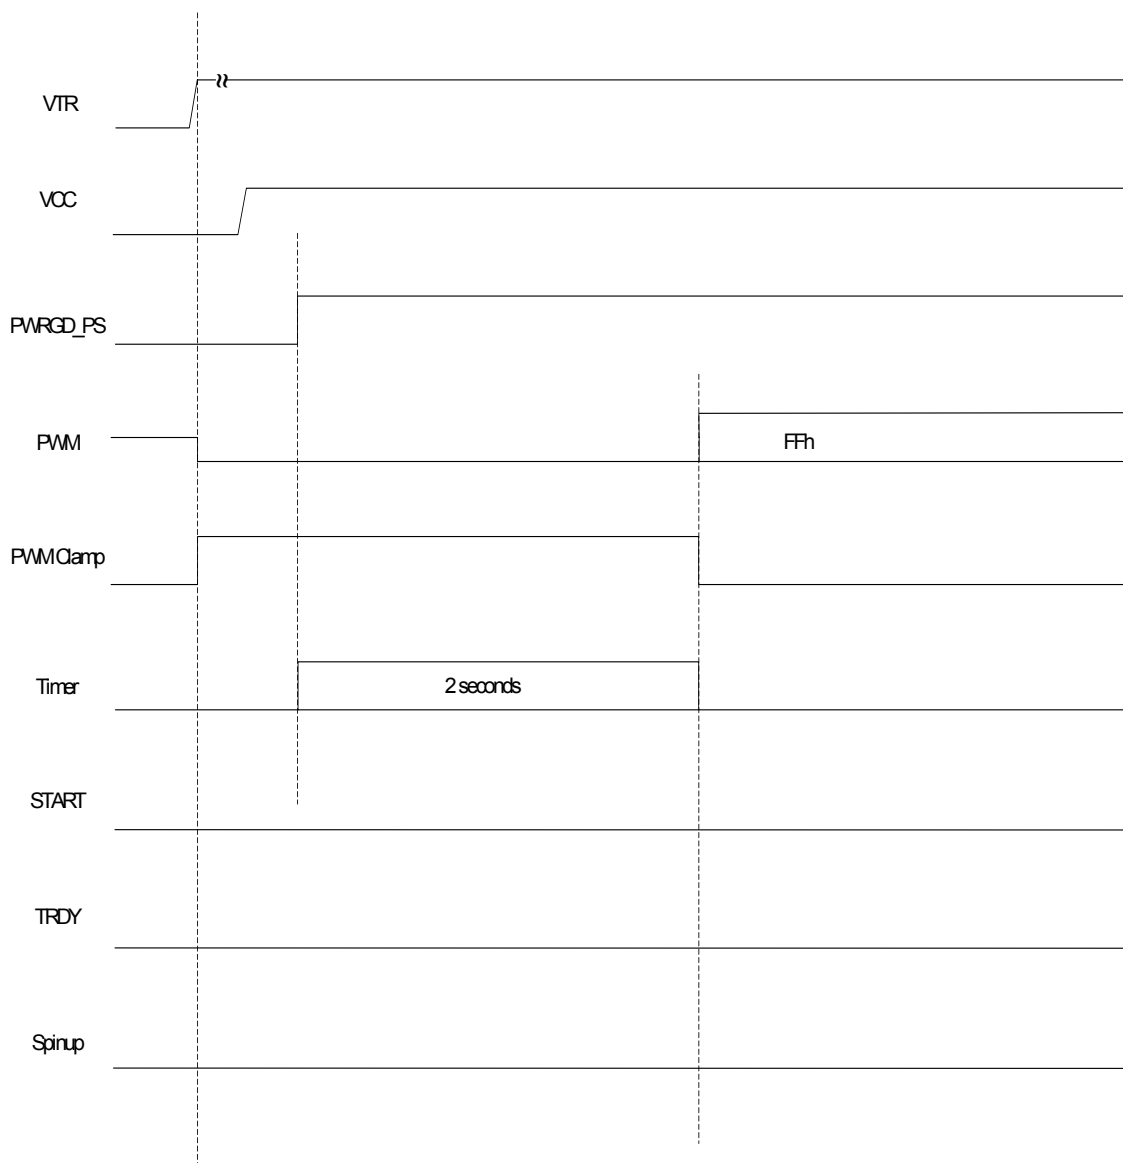 VTR
VCC
PWRGD_PS
PWM
FFh
PWM Clamp
Timer
2 seconds
START
TRDY
Spinup